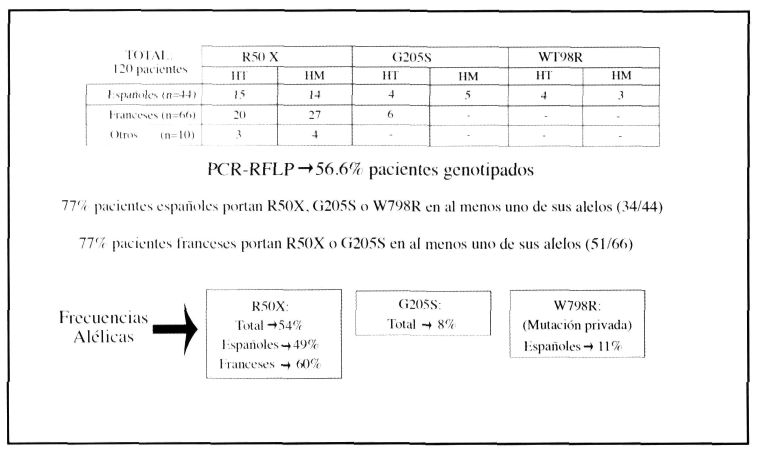 TOTAL: R50 X G205S WT98R
120 pacientes HT HM HT HM HT HM
Españoles (n=44) 15 14 4 5 4 3
Franceses (n=66) 20 27 6 - - -
Otros (n=10) 3 4 - - - -
PCR-RFLP →56.6% pacientes genotipados
77% pacientes españoles portan R50X, G205S o W798R en al menos uno de sus alelos (34/44)
77% pacientes franceses portan R50X o G205S en al menos uno de sus alelos (51/66)
Frecuencias
Alélicas
R50X:
Total →54%
Españoles →49%
Franceses → 60%
G205S:
Total → 8%
W798R:
(Mutación privada)
Españoles → 11%